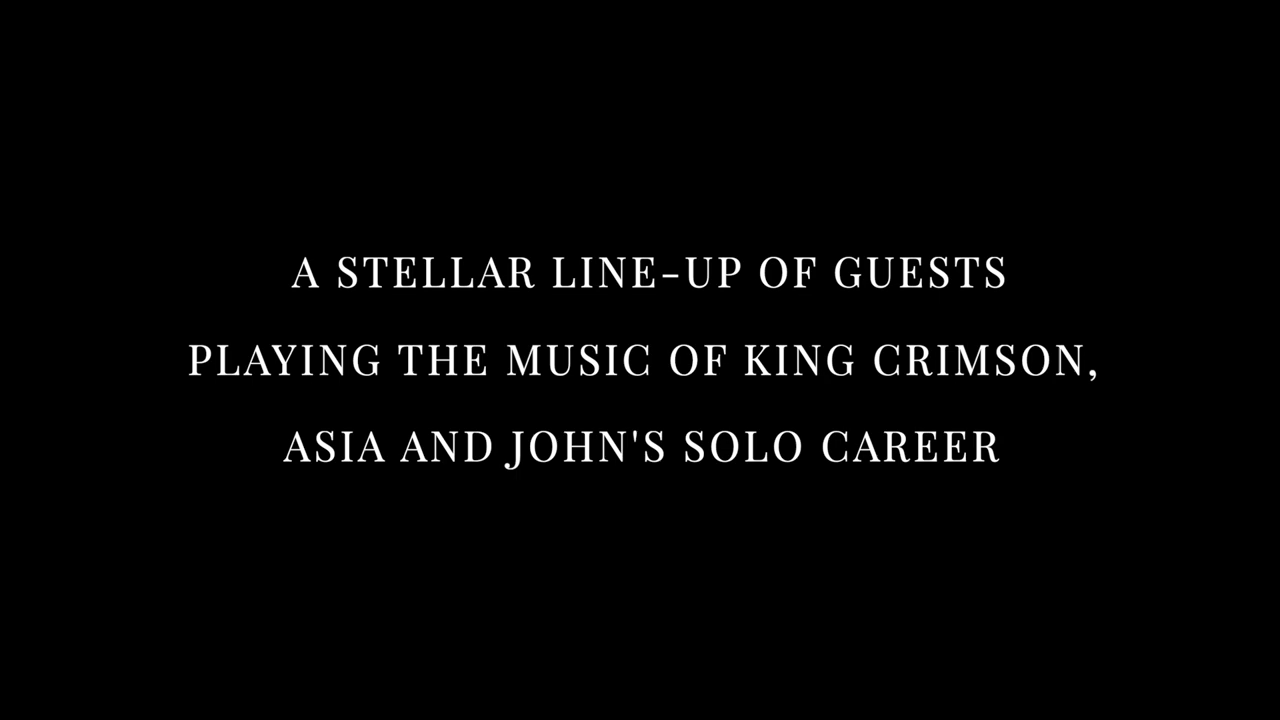 A STELLAR LINE-UP OF GUESTS
PLAYING THE MUSIC OF KING CRIMSON,
ASIA AND JOHN'S SOLO CAREER